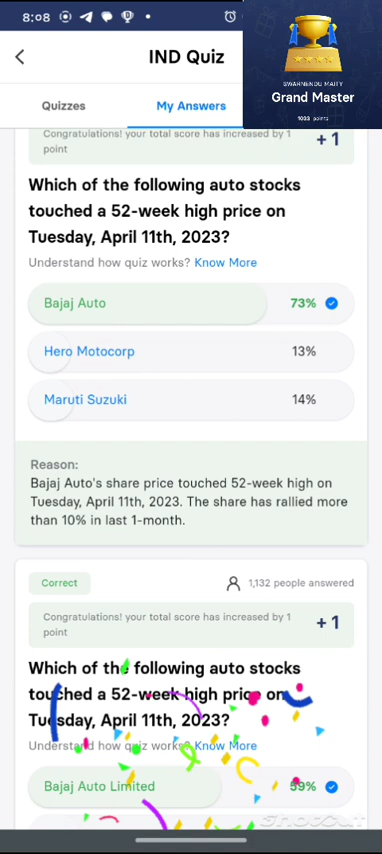 8:08
IND Quiz
SWARNENDU MAITY
Grand Master
1033 points
Quizzes
My Answers
Congratulations! your total score has increased by 1
point
+ 1
Which of the following auto stocks
touched a 52-week high price on
Tuesday, April 11th, 2023?
Understand how quiz works? Know More
Bajaj Auto 73%
Hero Motocorp 13%
Maruti Suzuki 14%
Reason:
Bajaj Auto's share price touched 52-week high on
Tuesday, April 11th, 2023. The share has rallied more
than 10% in last 1-month.
Correct
1,132 people answered
Congratulations! your total score has increased by 1
point
+ 1
Which of the following auto stocks
touched a 52-week high price on
Tuesday, April 11th, 2023?
Understand how quiz works? Know More
Bajaj Auto Limited 59%
ShotCut